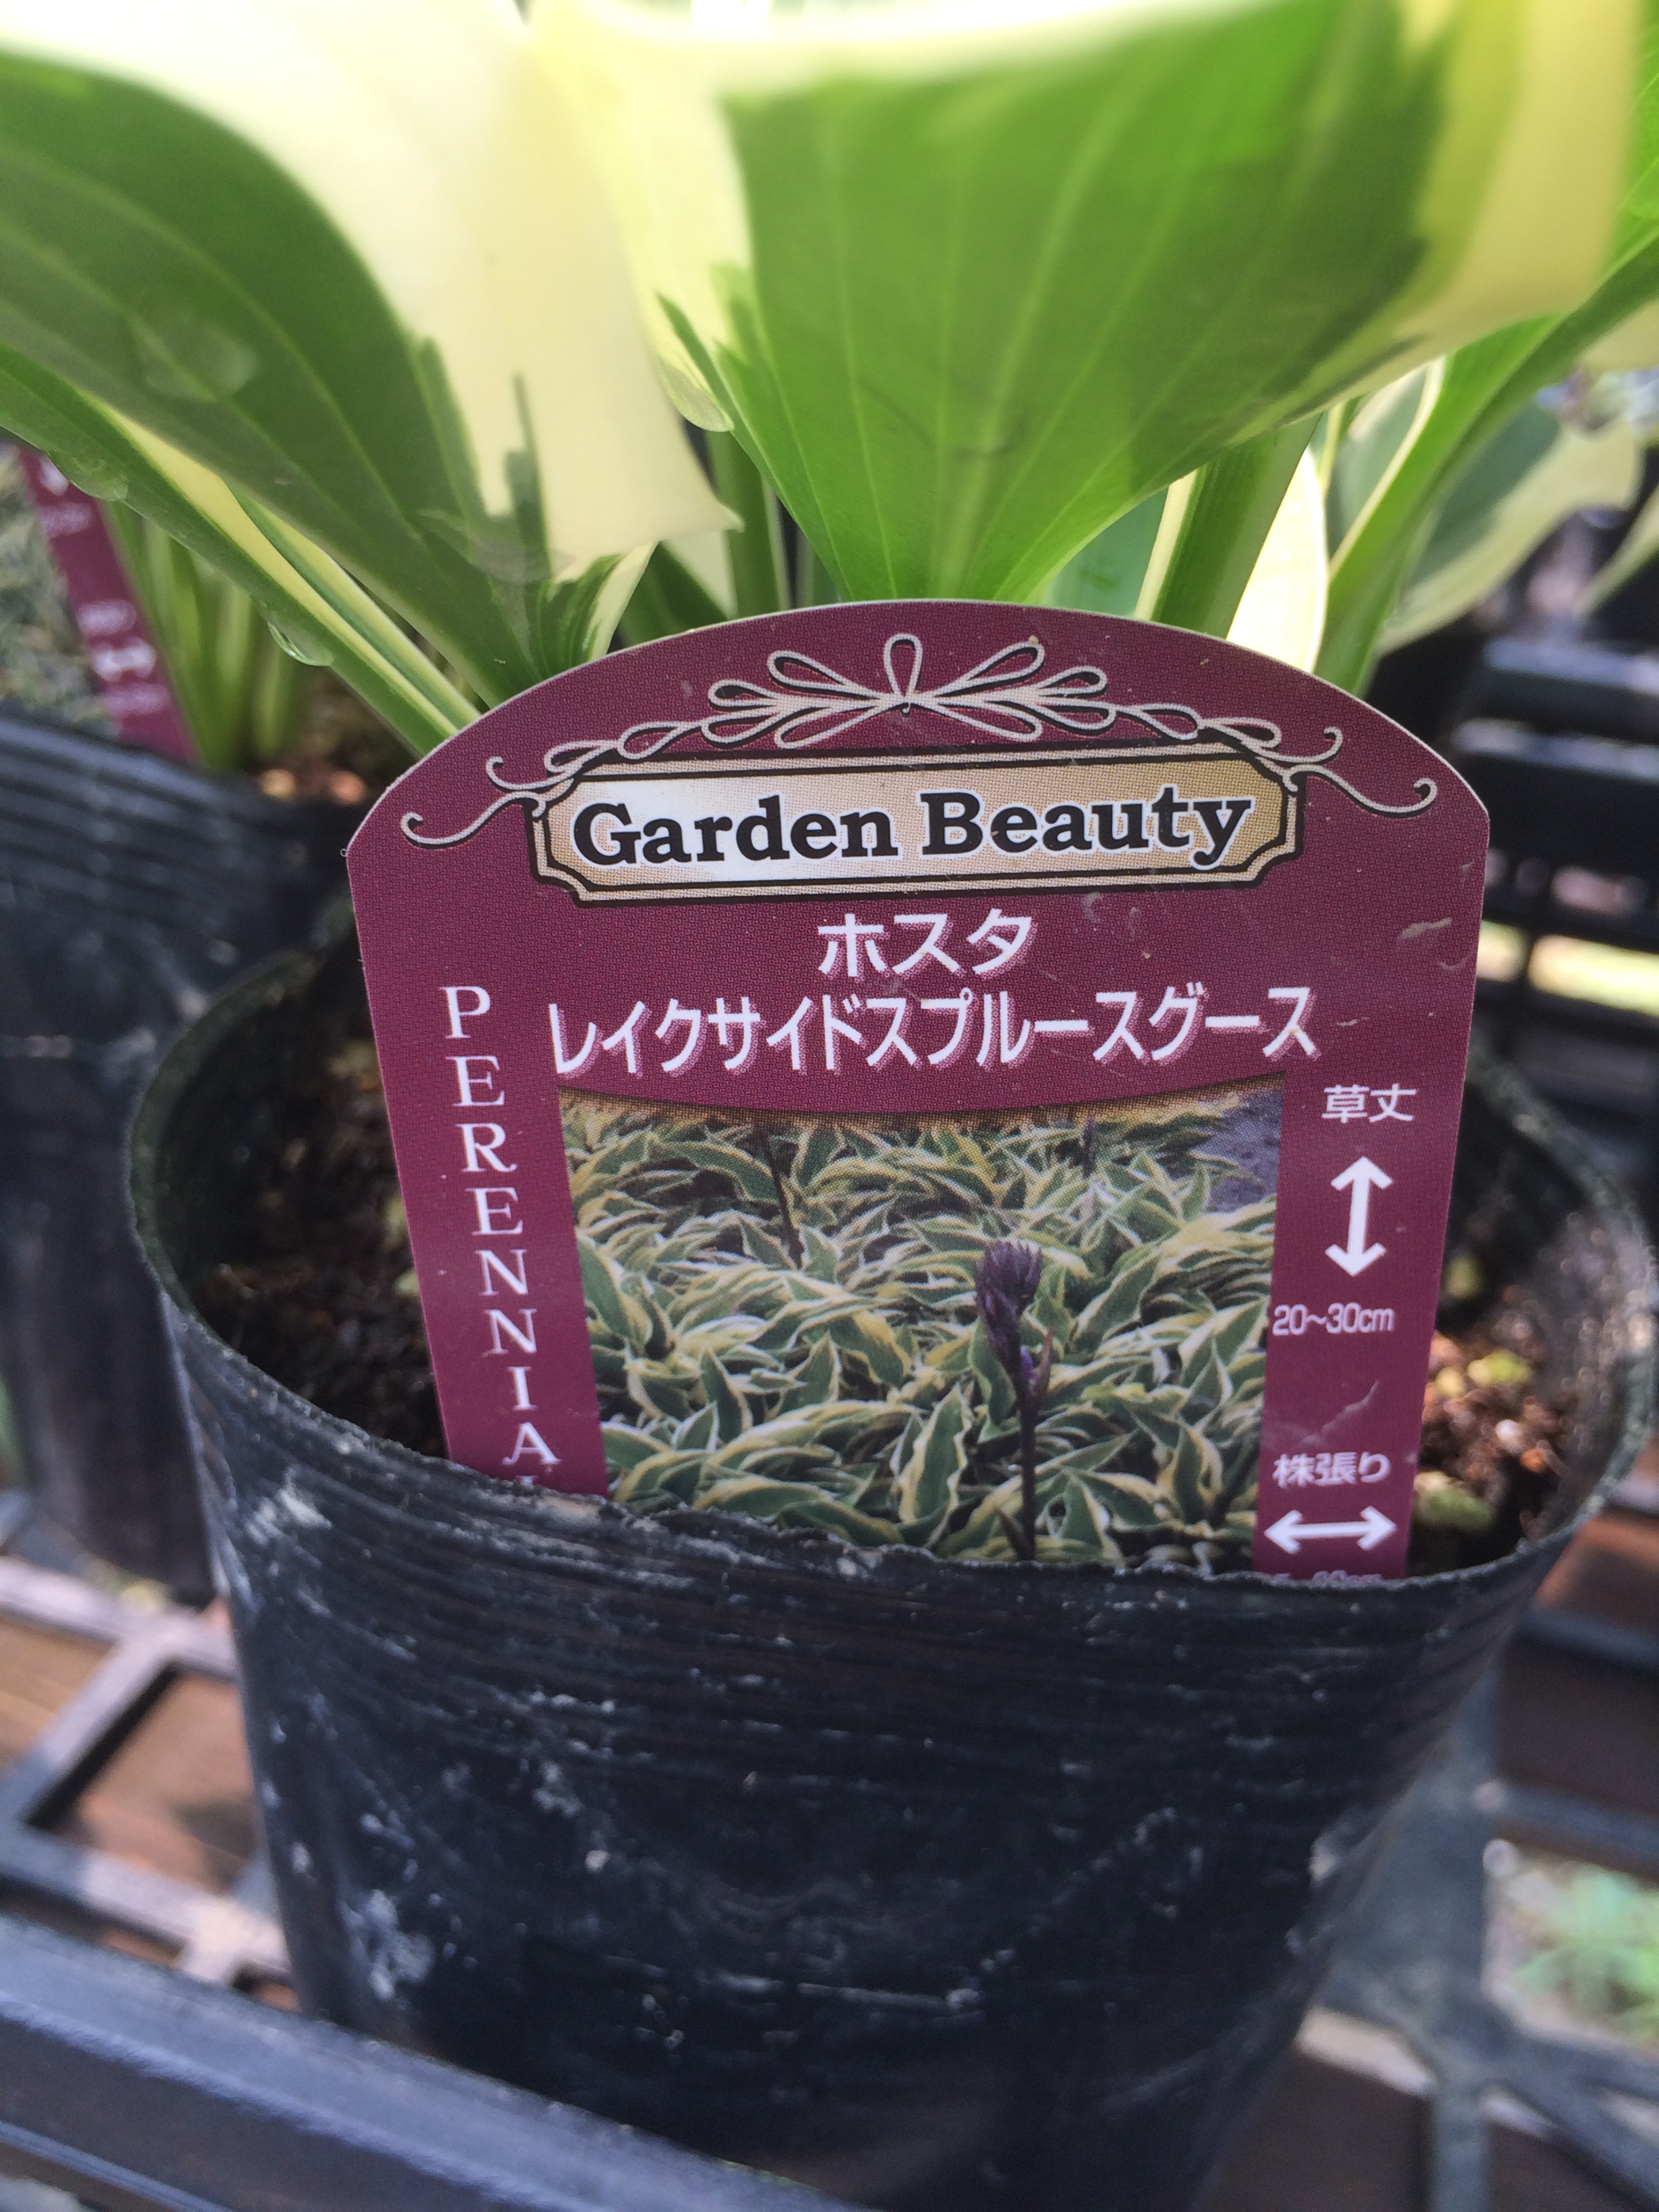 Garden Beauty
ホスタ
レイクサイドスプルースグース
PERENNIAL
草丈
20~30cm
株張り